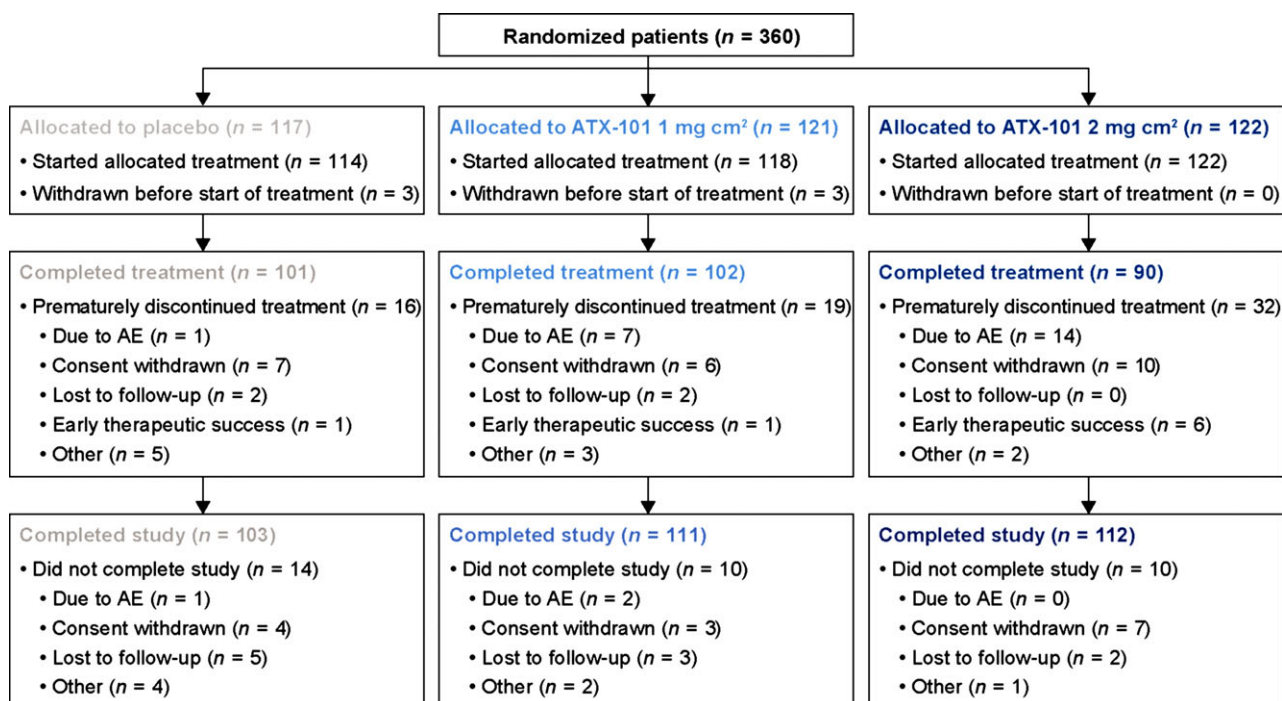 Randomized patients (n = 360)
Allocated to placebo (n = 117)
• Started allocated treatment (n = 114)
• Withdrawn before start of treatment (n = 3)
Allocated to ATX-101 1 mg cm² (n = 121)
• Started allocated treatment (n = 118)
• Withdrawn before start of treatment (n = 3)
Allocated to ATX-101 2 mg cm² (n = 122)
• Started allocated treatment (n = 122)
• Withdrawn before start of treatment (n = 0)
Completed treatment (n = 101)
• Prematurely discontinued treatment (n = 16)
• Due to AE (n = 1)
• Consent withdrawn (n = 7)
• Lost to follow-up (n = 2)
• Early therapeutic success (n = 1)
• Other (n = 5)
Completed treatment (n = 102)
• Prematurely discontinued treatment (n = 19)
• Due to AE (n = 7)
• Consent withdrawn (n = 6)
• Lost to follow-up (n = 2)
• Early therapeutic success (n = 1)
• Other (n = 3)
Completed treatment (n = 90)
• Prematurely discontinued treatment (n = 32)
• Due to AE (n = 14)
• Consent withdrawn (n = 10)
• Lost to follow-up (n = 0)
• Early therapeutic success (n = 6)
• Other (n = 2)
Completed study (n = 103)
• Did not complete study (n = 14)
• Due to AE (n = 1)
• Consent withdrawn (n = 4)
• Lost to follow-up (n = 5)
• Other (n = 4)
Completed study (n = 111)
• Did not complete study (n = 10)
• Due to AE (n = 2)
• Consent withdrawn (n = 3)
• Lost to follow-up (n = 3)
• Other (n = 2)
Completed study (n = 112)
• Did not complete study (n = 10)
• Due to AE (n = 0)
• Consent withdrawn (n = 7)
• Lost to follow-up (n = 2)
• Other (n = 1)